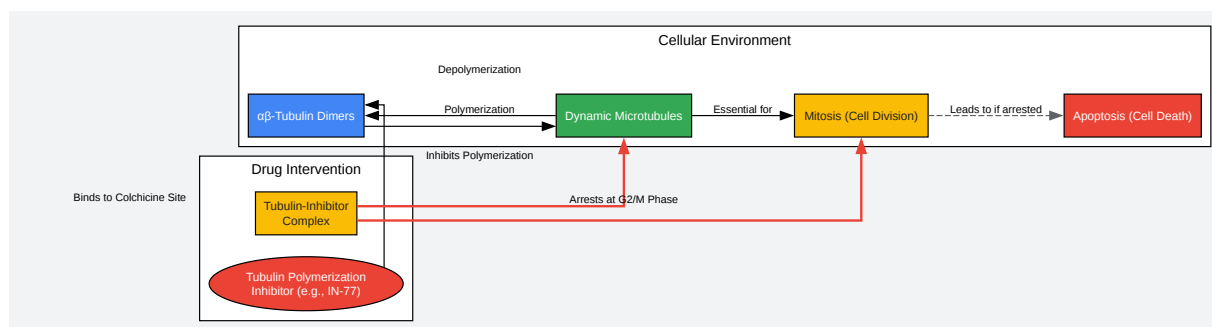 Cellular Environment
Depolymerization
αβ-Tubulin Dimers
Polymerization
Dynamic Microtubules
Essential for
Mitosis (Cell Division)
Leads to if arrested
Apoptosis (Cell Death)
Inhibits Polymerization
Drug Intervention
Binds to Colchicine Site
Tubulin-Inhibitor
Complex
Arrests at G2/M Phase
Tubulin Polymerization
Inhibitor (e.g., IN-77)